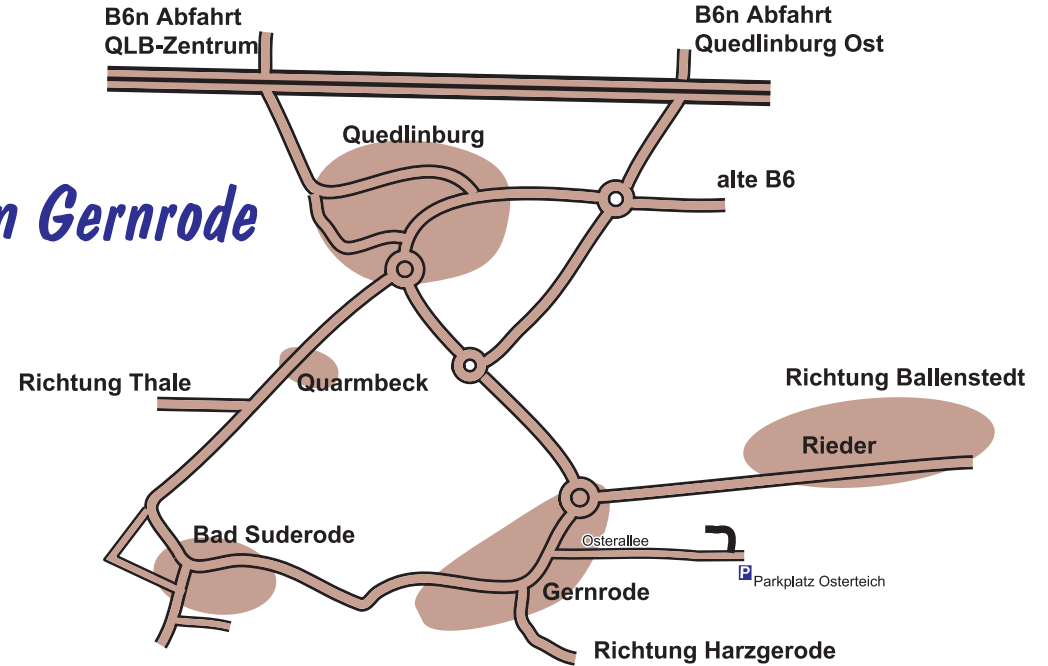 B6n Abfahrt
QLB-Zentrum
B6n Abfahrt
Quedlinburg Ost
Quedlinburg
alte B6
n Gernrode
Richtung Thale
Quarmbeck
Richtung Ballenstedt
Rieder
Bad Suderode
Osterallee
P Parkplatz Osterteich
Gernrode
Richtung Harzgerode